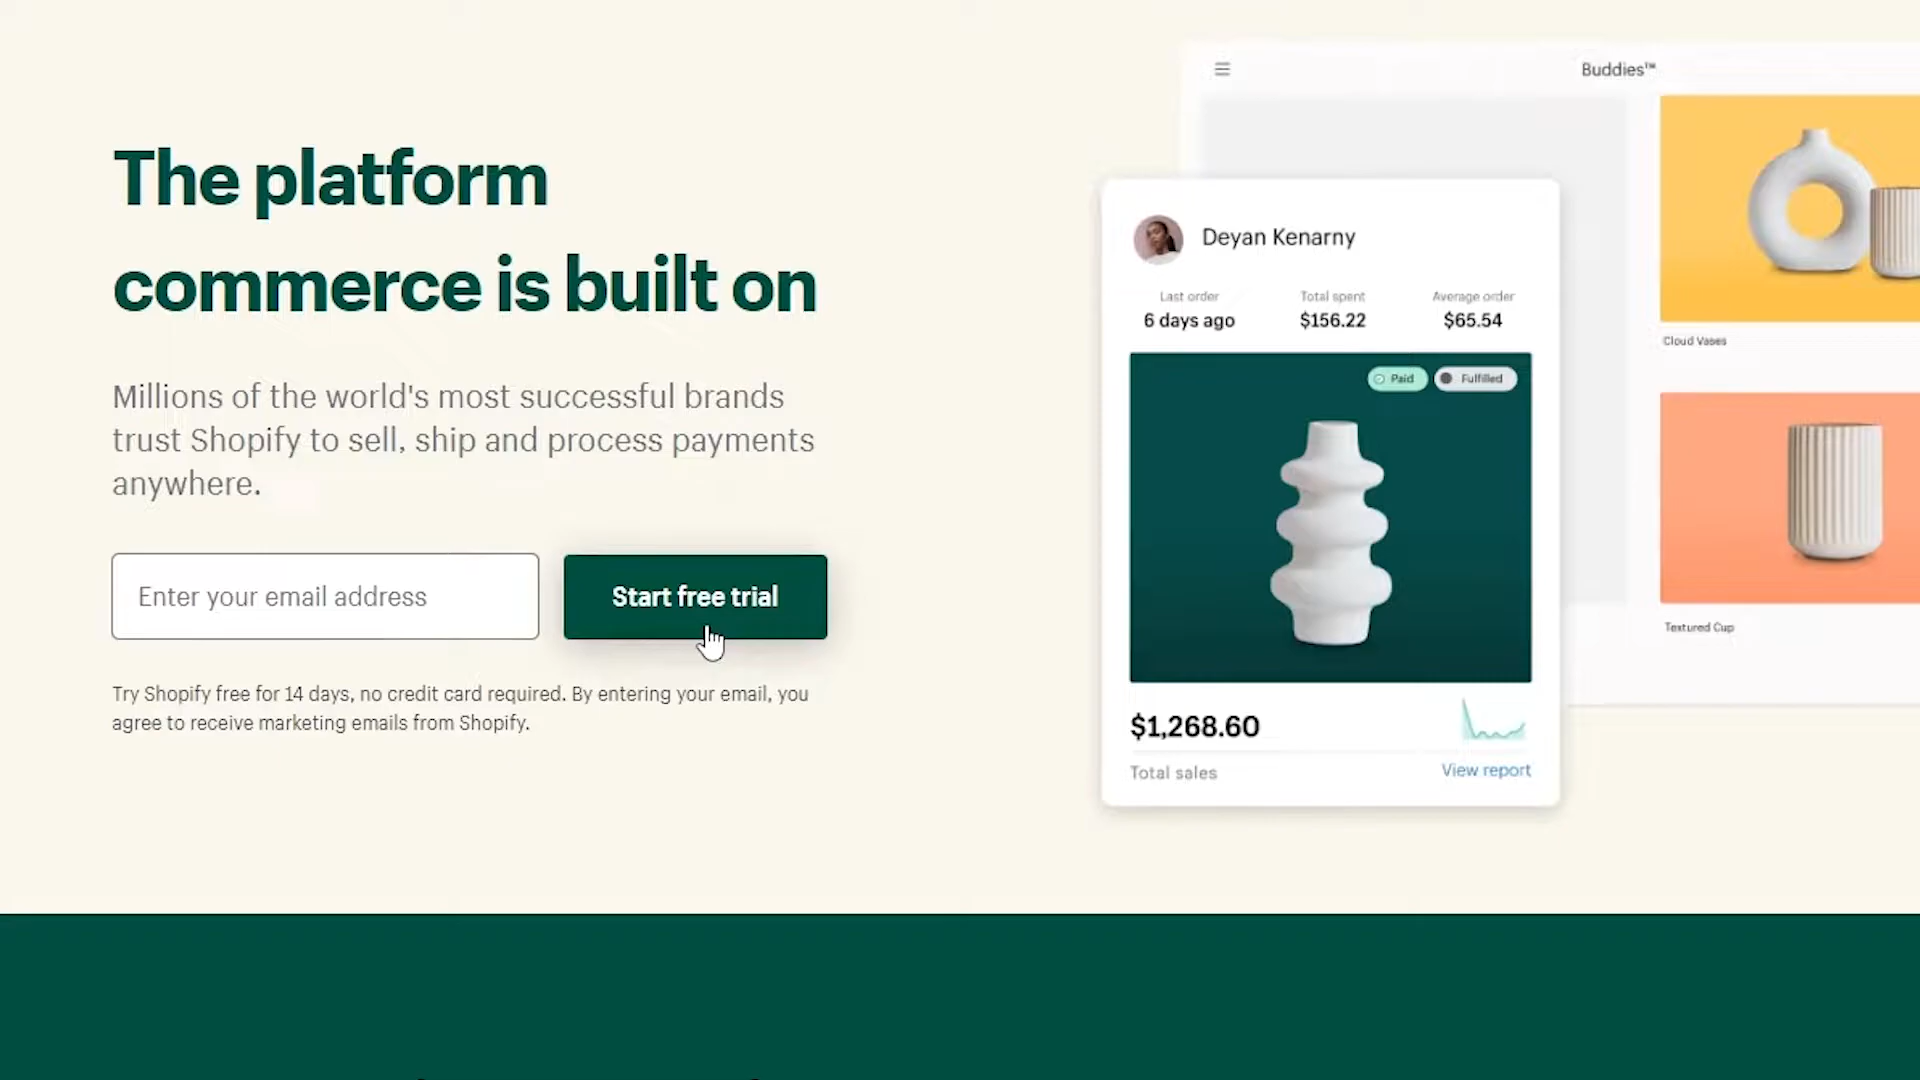 The platform
commerce is built on
Millions of the world's most successful brands
trust Shopify to sell, ship and process payments
anywhere.
Enter your email address
Start free trial
Try Shopify free for 14 days, no credit card required. By entering your email, you
agree to receive marketing emails from Shopify.
Buddies™
Deyan Kenarny
Last order
6 days ago
Total spent
$156.22
Average order
$65.54
Paid
Fulfilled
$1,268.60
Total sales
View report
Cloud Vases
Textured Cup